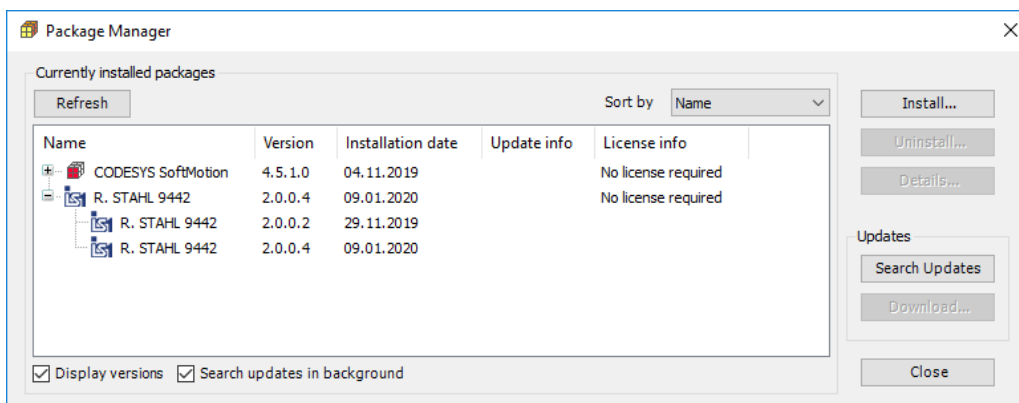 Package Manager
Currently installed packages
Refresh
Sort by Name
Install...
Name Version Installation date Update info License info
Uninstall...
CODESYS SoftMotion 4.5.1.0 04.11.2019 No license required
Details...
R. STAHL 9442 2.0.0.4 09.01.2020 No license required
R. STAHL 9442 2.0.0.2 29.11.2019
R. STAHL 9442 2.0.0.4 09.01.2020
Updates
Search Updates
Download...
Display versions Search updates in background
Close